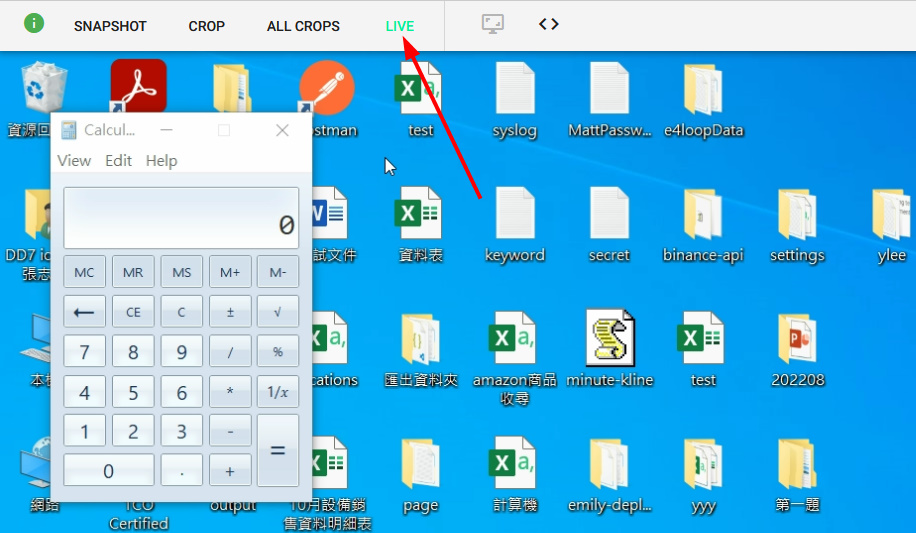 SNAPSHOT CROP ALL CROPS LIVE
資源回
ostman
test
syslog
MattPassw...
e4loopData
Calcul...
View Edit Help
0
MC MR MS M+ M-
← CE C ± √
7 8 9 / %
4 5 6 * 1/x
1 2 3 - =
0 . +
DD7 ic
張志
試文件
資料表
keyword
secret
binance-api
settings
ylee
本機
cations
匯出資料夾
amazon商品
收尋
minute-kline
test
202208
網路
TCO
Certified
output
10月設備銷
售資料明細表
page
計算機
emily-depl...
yyy
第一題